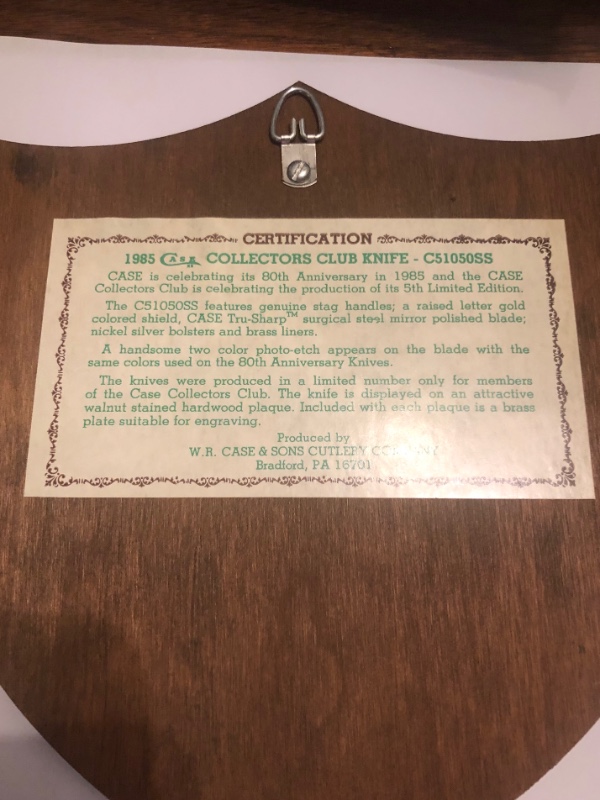 CERTIFICATION
1985 CASE COLLECTORS CLUB KNIFE - C51050SS
CASE is celebrating its 80th Anniversary in 1985 and the CASE
Collectors Club is celebrating the production of its 5th Limited Edition.
The C51050SS features genuine stag handles; a raised letter gold
colored shield, CASE Tru-Sharp™ surgical steel mirror polished blade;
nickel silver bolsters and brass liners.
A handsome two color photo-etch appears on the blade with the
same colors used on the 80th Anniversary Knives.
The knives were produced in a limited number only for members
of the Case Collectors Club. The knife is displayed on an attractive
walnut stained hardwood plaque. Included with each plaque is a brass
plate suitable for engraving.
Produced by
W.R. CASE & SONS CUTLERY COMPANY
Bradford, PA 16701